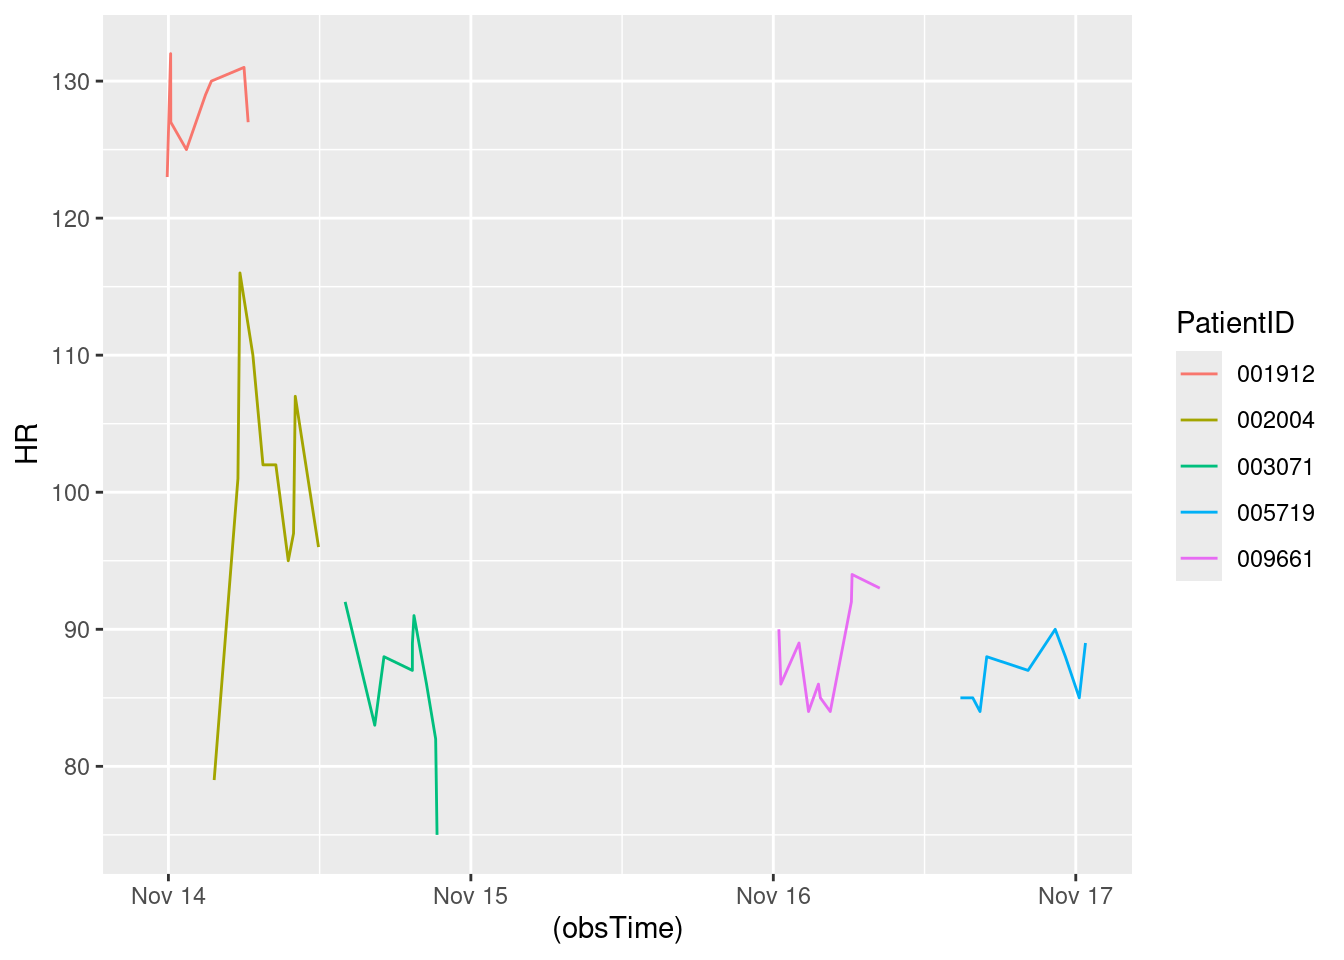 130
120
110
100
90
80
HR
Nov 14
Nov 15
Nov 16
Nov 17
(obsTime)
PatientID
001912
002004
003071
005719
009661